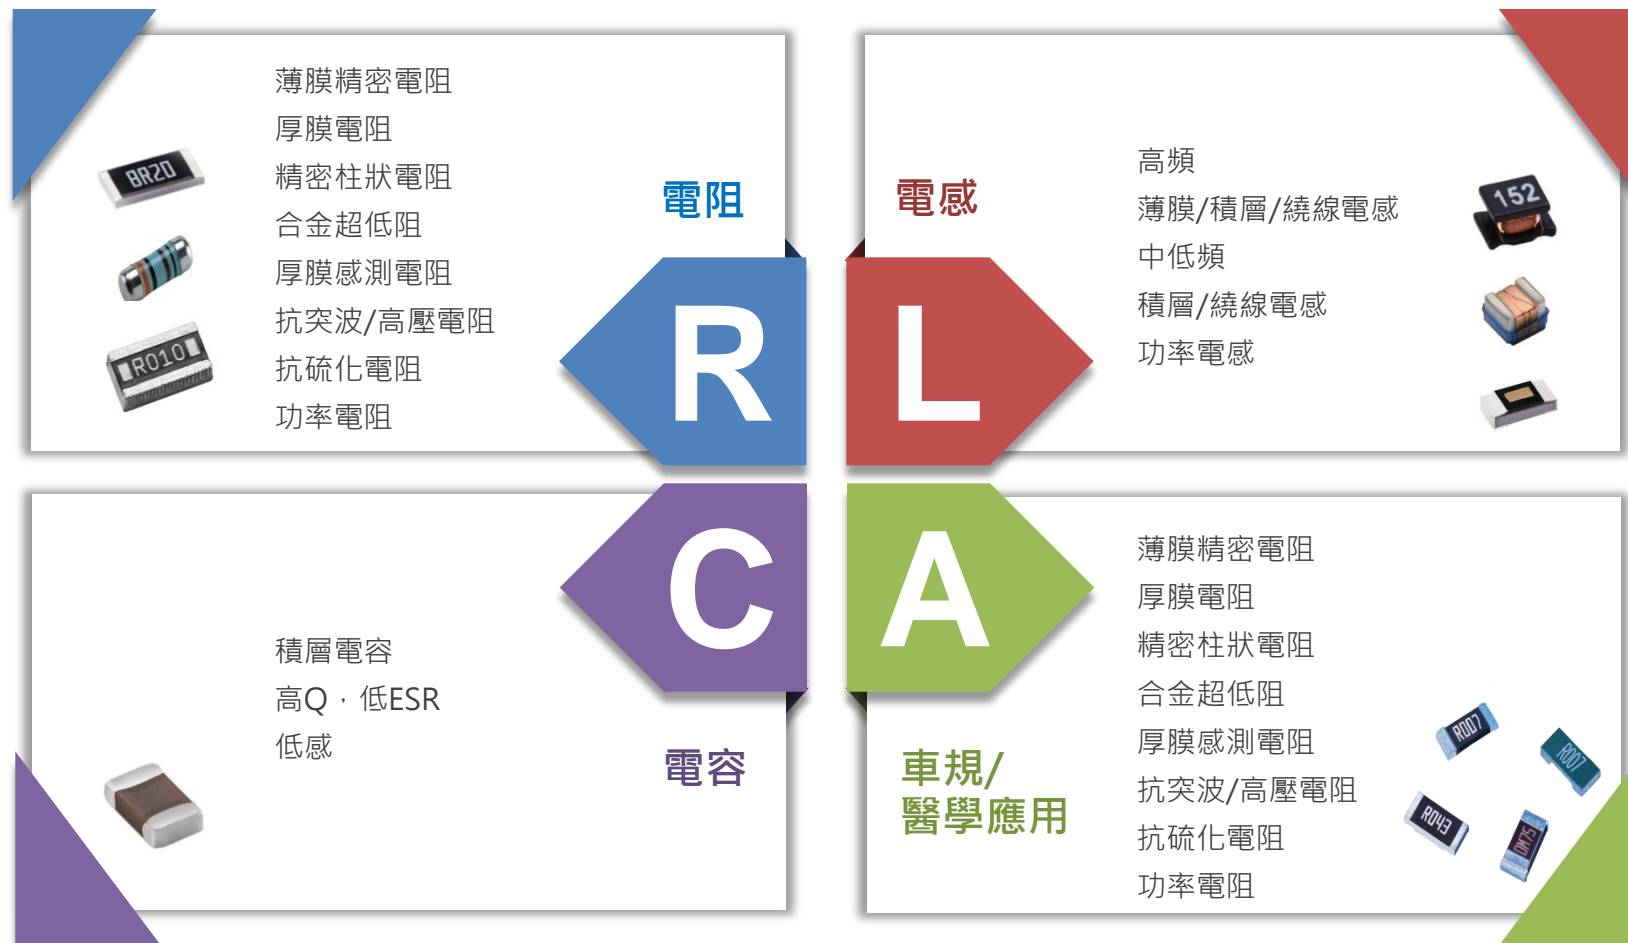 薄膜精密電阻
厚膜電阻
精密柱狀電阻
合金超低阻
厚膜感測電阻
抗突波/高壓電阻
抗硫化電阻
功率電阻
8R20
R010
電阻
R
電感
L
高頻
薄膜/積層/繞線電感
中低頻
積層/繞線電感
功率電感
152
C
電容
積層電容
高Q，低ESR
低感
A
車規/
醫學應用
薄膜精密電阻
厚膜電阻
精密柱狀電阻
合金超低阻
厚膜感測電阻
抗突波/高壓電阻
抗硫化電阻
功率電阻
R007
R007
R043